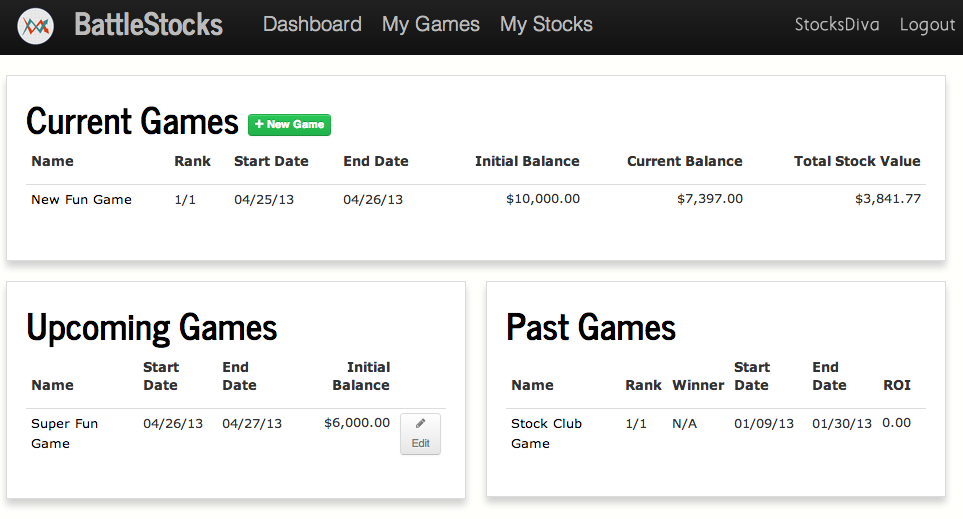 BattleStocks Dashboard My Games My Stocks StocksDiva Logout
Current Games + New Game
Name Rank Start Date End Date Initial Balance Current Balance Total Stock Value
New Fun Game 1/1 04/25/13 04/26/13 $10,000.00 $7,397.00 $3,841.77
Upcoming Games
Start End Initial
Name Date Date Balance
Super Fun 04/26/13 04/27/13 $6,000.00
Game Edit
Past Games
Start End
Name Rank Winner Date Date ROI
Stock Club 1/1 N/A 01/09/13 01/30/13 0.00
Game